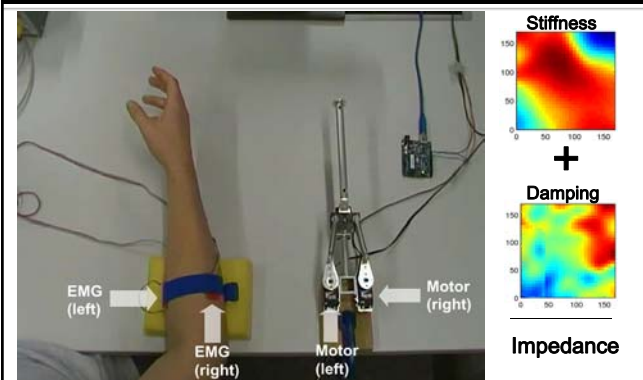 EMG
(left)
EMG
(right)
Motor
(left)
Motor
(right)
Stiffness
150
100
50
0
0 50 100 150
+
Damping
150
100
50
0
0 50 100 150
Impedance